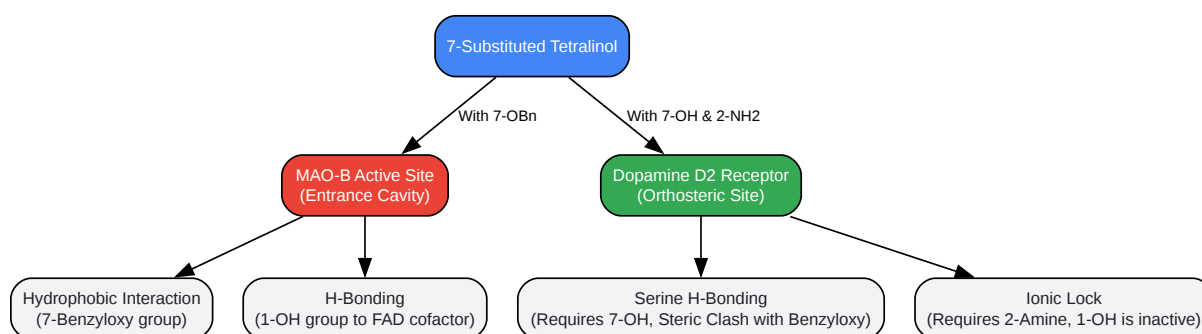 7-Substituted Tetralinol
With 7-OBn
With 7-OH & 2-NH2
MAO-B Active Site
(Entrance Cavity)
Dopamine D2 Receptor
(Orthosteric Site)
Hydrophobic Interaction
(7-Benzyloxy group)
H-Bonding
(1-OH group to FAD cofactor)
Serine H-Bonding
(Requires 7-OH, Steric Clash with Benzyloxy)
Ionic Lock
(Requires 2-Amine, 1-OH is inactive)